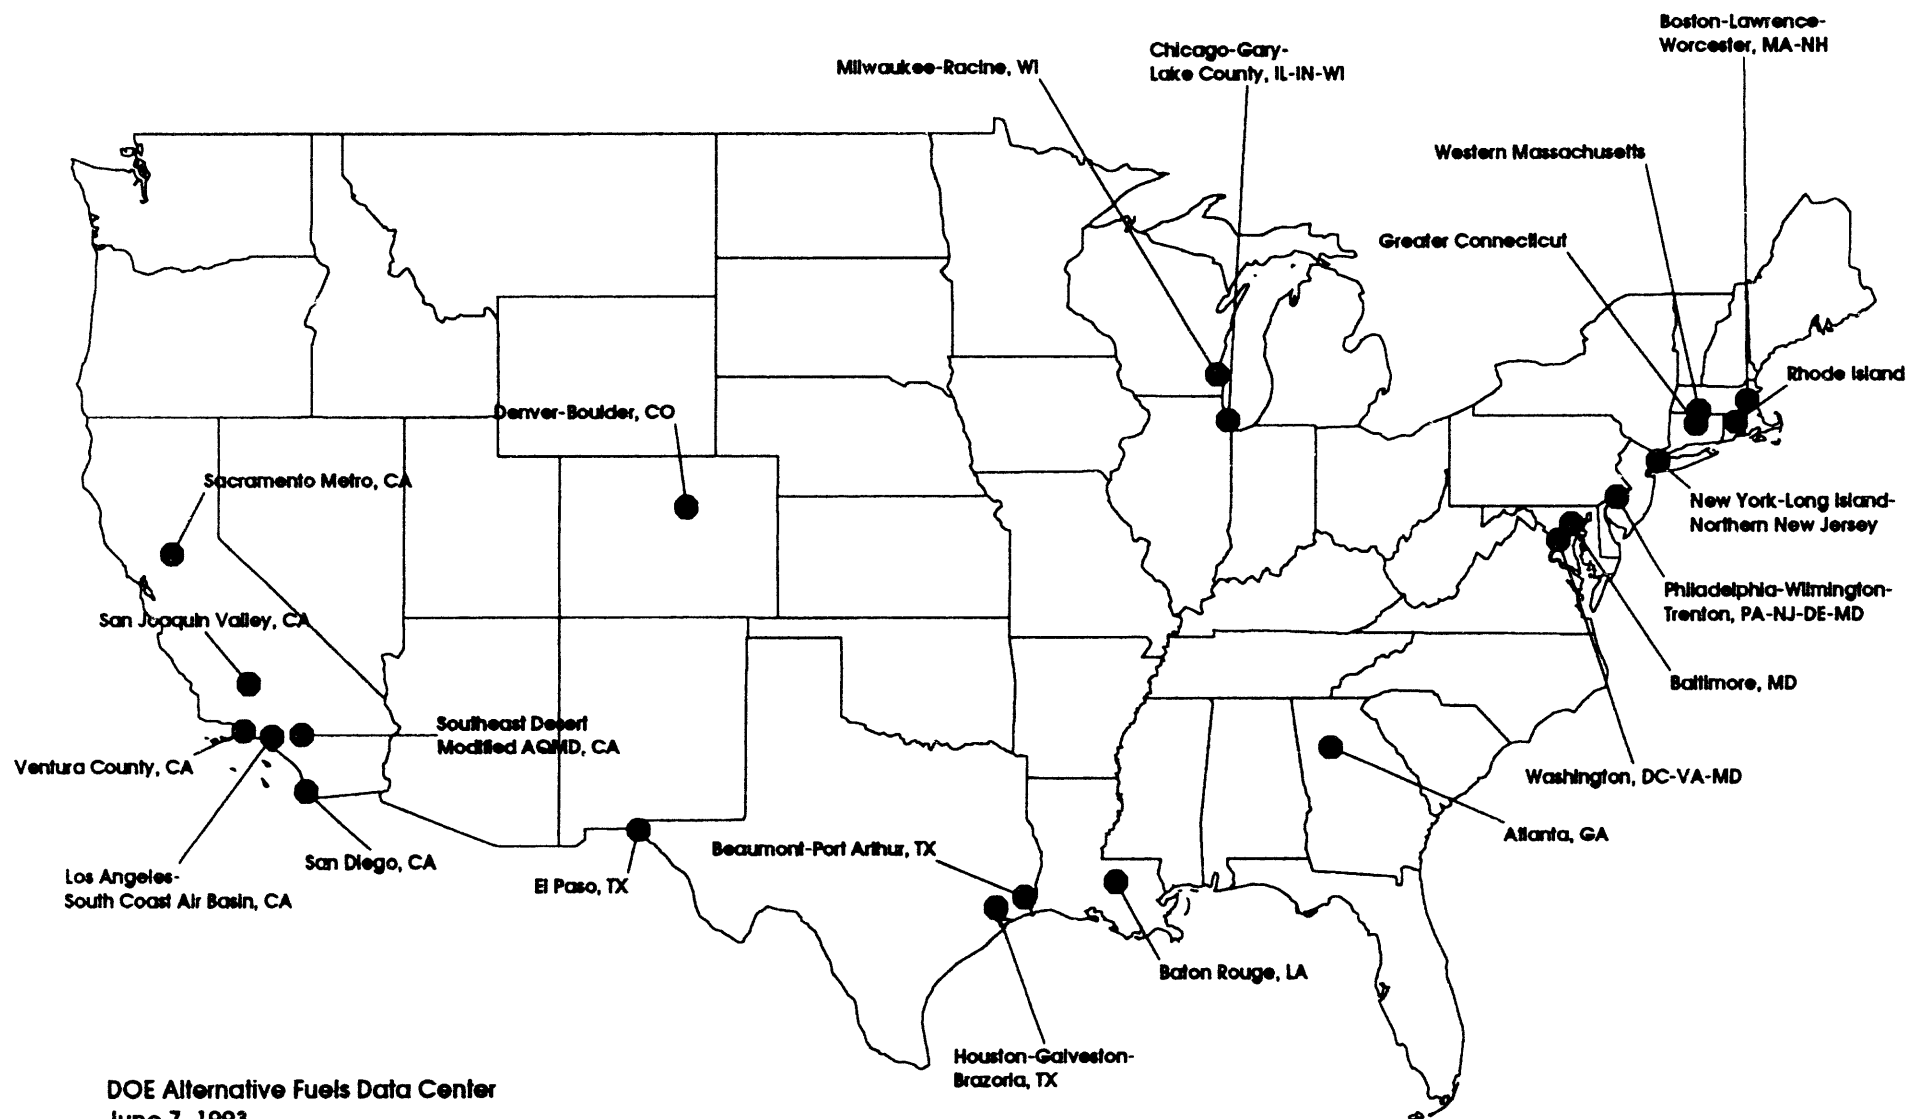 Boston-Lawrence-
Worcester, MA-NH
Chicago-Gary-
Lake County, IL-IN-WI
Milwaukee-Racine, WI
Western Massachusetts
Greater Connecticut
Rhode Island
Denver-Boulder, CO
Sacramento Metro, CA
New York-Long Island-
Northern New Jersey
Philadelphia-Wilmington-
Trenton, PA-NJ-DE-MD
San Joaquin Valley, CA
Baltimore, MD
Southeast Desert
Modified AQMD, CA
Ventura County, CA
Washington, DC-VA-MD
Atlanta, GA
Beaumont-Port Arthur, TX
San Diego, CA
El Paso, TX
Los Angeles-
South Coast Air Basin, CA
Baton Rouge, LA
Houston-Galveston-
Brazoria, TX
DOE Alternative Fuels Data Center
June 7, 1993